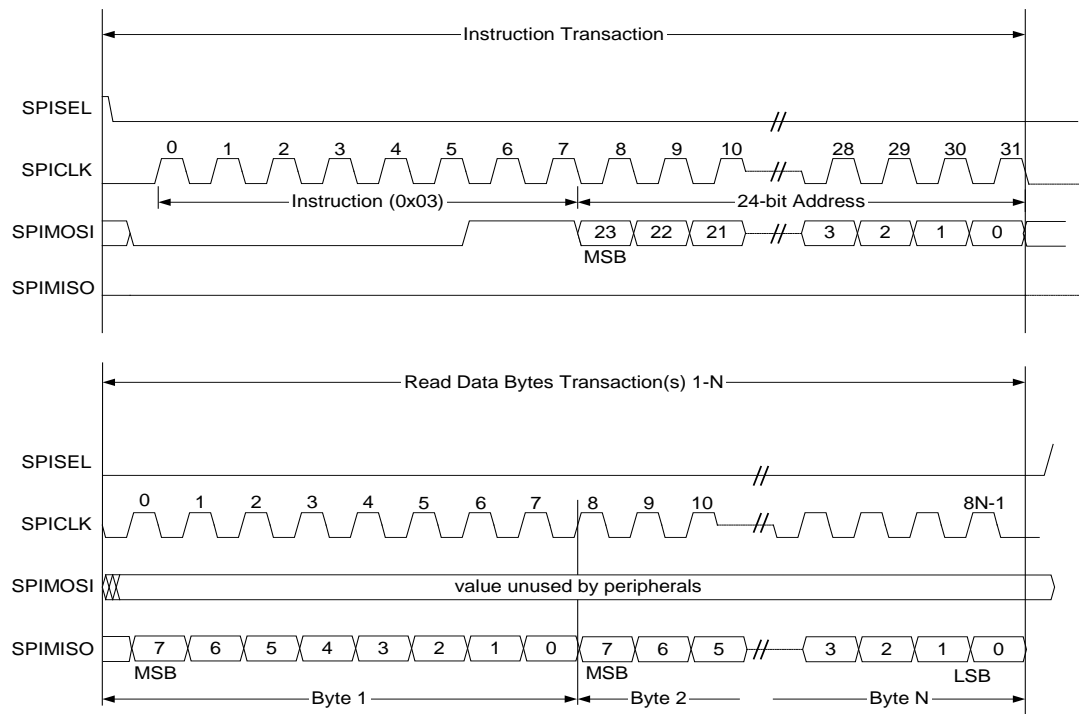 Instruction Transaction
SPISEL
0 1 2 3 4 5 6 7 8 9 10 28 29 30 31
SPICLK
Instruction (0x03) 24-bit Address
SPIMOSI 23 22 21 3 2 1 0
MSB
SPIMISO
Read Data Bytes Transaction(s) 1-N
SPISEL
0 1 2 3 4 5 6 7 8 9 10 8N-1
SPICLK
SPIMOSI value unused by peripherals
SPIMISO 7 6 5 4 3 2 1 0 7 6 5 3 2 1 0
MSB MSB LSB
Byte 1 Byte 2 Byte N